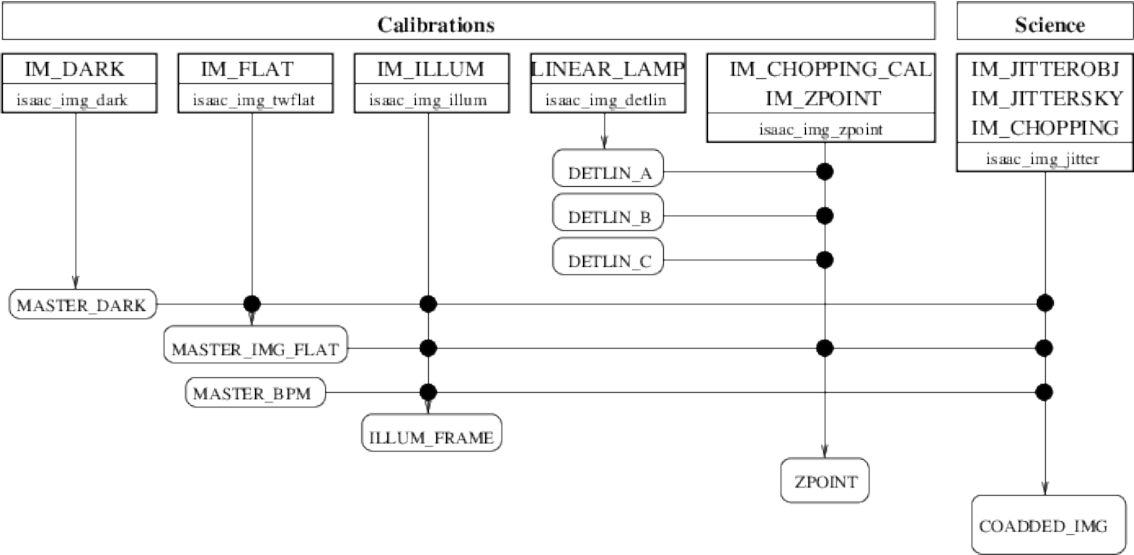 Calibrations
Science
IM_DARK
isaac_img_dark
IM_FLAT
isaac_img_twflat
IM_ILLUM
isaac_img_illum
LINEAR_LAMP
isaac_img_detlin
IM_CHOPPING_CAL
IM_ZPOINT
isaac_img_zpoint
IM_JITTEROBJ
IM_JITTERSKY
IM_CHOPPING
isaac_img_jitter
DETLIN_A
DETLIN_B
DETLIN_C
MASTER_DARK
MASTER_IMG_FLAT
MASTER_BPM
ILLUM_FRAME
ZPOINT
COADDED_IMG